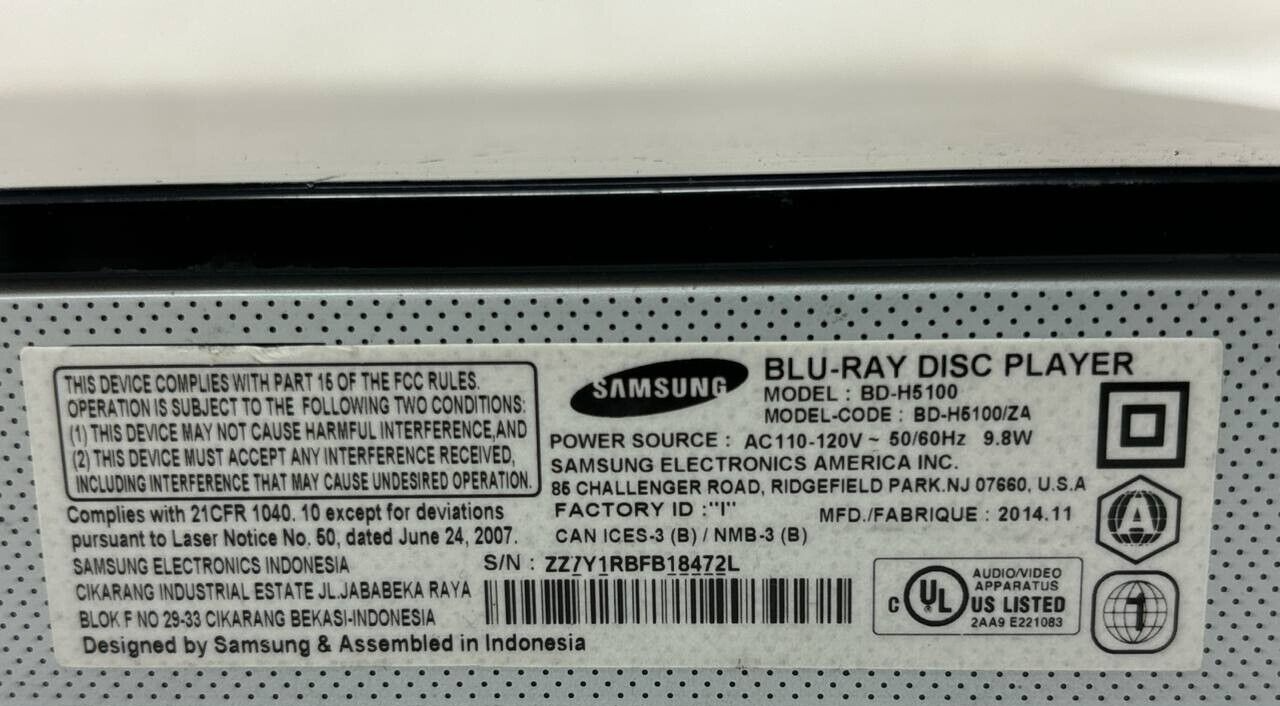 THIS DEVICE COMPLIES WITH PART 15 OF THE FCC RULES.
OPERATION IS SUBJECT TO THE FOLLOWING TWO CONDITIONS:
(1) THIS DEVICE MAY NOT CAUSE HARMFUL INTERFERENCE,AND
(2) THIS DEVICE MUST ACCEPT ANY INTERFERENCE RECEIVED,
INCLUDING INTERFERENCE THAT MAY CAUSE UNDESIRED OPERATION.
Complies with 21CFR 1040. 10 except for deviations
pursuant to Laser Notice No. 50, dated June 24, 2007.
SAMSUNG ELECTRONICS INDONESIA
CIKARANG INDUSTRIAL ESTATE JL.JABABEKA RAYA
BLOK F NO 29-33 CIKARANG BEKASI-INDONESIA
Designed by Samsung & Assembled in Indonesia
SAMSUNG
BLU-RAY DISC PLAYER
MODEL : BD-H5100
MODEL-CODE : BD-H5100/ZA
POWER SOURCE : AC110-120V ~ 50/60Hz 9.8W
SAMSUNG ELECTRONICS AMERICA INC.
85 CHALLENGER ROAD, RIDGEFIELD PARK.NJ 07660, U.S.A
FACTORY ID :"I"
MFD./FABRIQUE : 2014.11
CAN ICES-3 (B) / NMB-3 (B)
S/N : ZZ7Y1RBFB18472L
C UL US LISTED
AUDIO/VIDEO
APPARATUS
2AA9 E221083
A
1